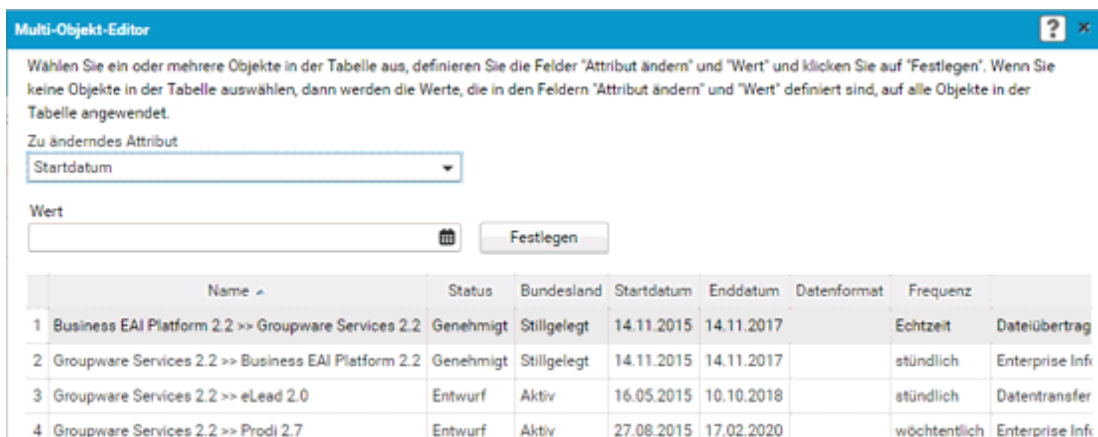 Multi-Objekt-Editor ? ×
Wählen Sie ein oder mehrere Objekte in der Tabelle aus, definieren Sie die Felder "Attribut ändern" und "Wert" und klicken Sie auf "Festlegen". Wenn Sie
keine Objekte in der Tabelle auswählen, dann werden die Werte, die in den Feldern "Attribut ändern" und "Wert" definiert sind, auf alle Objekte in der
Tabelle angewendet.
Zu änderndes Attribut
Startdatum
Wert
Festlegen
Name Status Bundesland Startdatum Enddatum Datenformat Frequenz
1 Business EAI Platform 2.2 >> Groupware Services 2.2 Genehmigt Stillgelegt 14.11.2015 14.11.2017 Echtzeit Dateiübertrag
2 Groupware Services 2.2 >> Business EAI Platform 2.2 Genehmigt Stillgelegt 14.11.2015 14.11.2017 stündlich Enterprise Info
3 Groupware Services 2.2 >> eLead 2.0 Entwurf Aktiv 16.05.2015 10.10.2018 stündlich Datentransfer
4 Groupware Services 2.2 >> Prodi 2.7 Entwurf Aktiv 27.08.2015 17.02.2020 wöchtentlich Enterprise Info